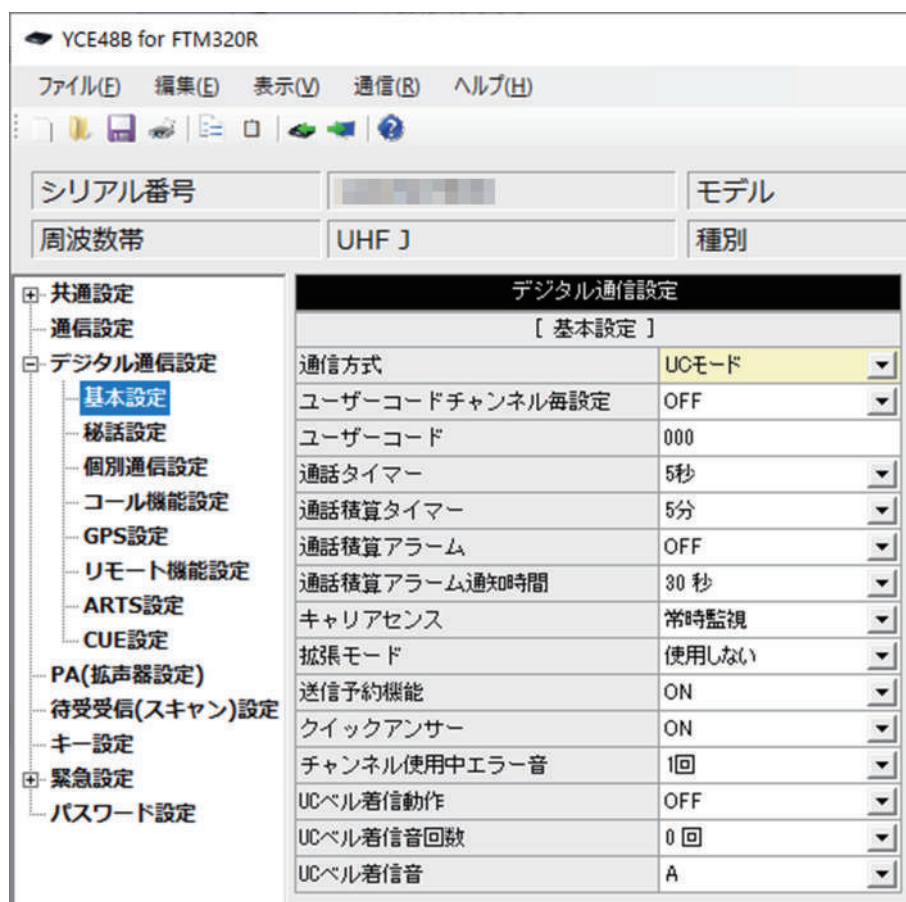 YCE48B for FTM320R
ファイル(F) 編集(E) 表示(V) 通信(R) ヘルプ(H)
シリアル番号 モデル
周波数帯 UHF J 種別
共通設定
通信設定
デジタル通信設定
基本設定
秘話設定
個別通信設定
コール機能設定
GPS設定
リモート機能設定
ARTS設定
CUE設定
PA(拡声器設定)
待受受信(スキャン)設定
キー設定
緊急設定
パスワード設定
デジタル通信設定
[ 基本設定 ]
通信方式 UCモード
ユーザーコードチャンネル毎設定 OFF
ユーザーコード 000
通話タイマー 5秒
通話積算タイマー 5分
通話積算アラーム OFF
通話積算アラーム通知時間 30 秒
キャリアセンス 常時監視
拡張モード 使用しない
送信予約機能 ON
クイックアンサー ON
チャンネル使用中エラー音 1回
UCベル着信動作 OFF
UCベル着信音回数 0 回
UCベル着信音 A